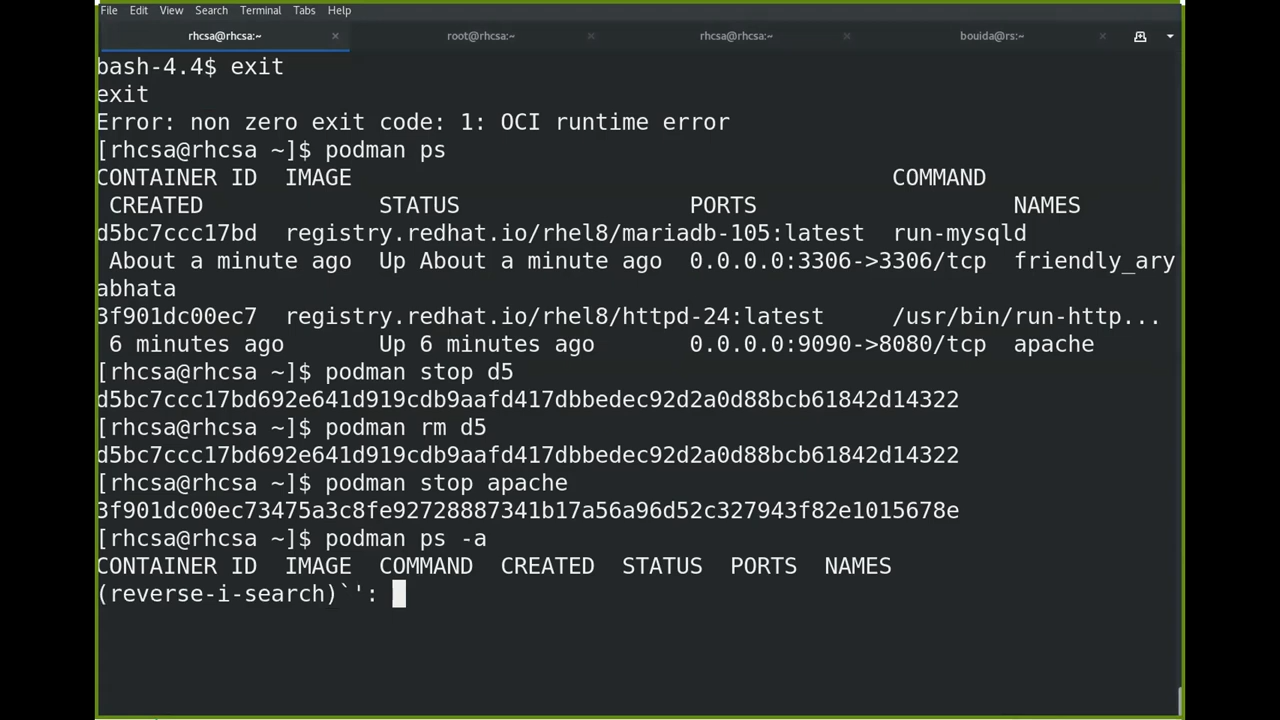 File Edit View Search Terminal Tabs Help
rhcsa@rhcsa:~ × root@rhcsa:~ × rhcsa@rhcsa:~ × bouida@rs:~ ×
bash-4.4$ exit
exit
Error: non zero exit code: 1: OCI runtime error
[rhcsa@rhcsa ~]$ podman ps
CONTAINER ID  IMAGE                                        COMMAND
 CREATED             STATUS                 PORTS                   NAMES
d5bc7ccc17bd  registry.redhat.io/rhel8/mariadb-105:latest  run-mysqld
 About a minute ago  Up About a minute ago  0.0.0.0:3306->3306/tcp  friendly_ary
abhata
3f901dc00ec7  registry.redhat.io/rhel8/httpd-24:latest     /usr/bin/run-http...
 6 minutes ago       Up 6 minutes ago       0.0.0.0:9090->8080/tcp  apache
[rhcsa@rhcsa ~]$ podman stop d5
d5bc7ccc17bd692e641d919cdb9aafd417dbbedec92d2a0d88bcb61842d14322
[rhcsa@rhcsa ~]$ podman rm d5
d5bc7ccc17bd692e641d919cdb9aafd417dbbedec92d2a0d88bcb61842d14322
[rhcsa@rhcsa ~]$ podman stop apache
3f901dc00ec73475a3c8fe92728887341b17a56a96d52c327943f82e1015678e
[rhcsa@rhcsa ~]$ podman ps -a
CONTAINER ID  IMAGE  COMMAND  CREATED  STATUS  PORTS  NAMES
(reverse-i-search)`':